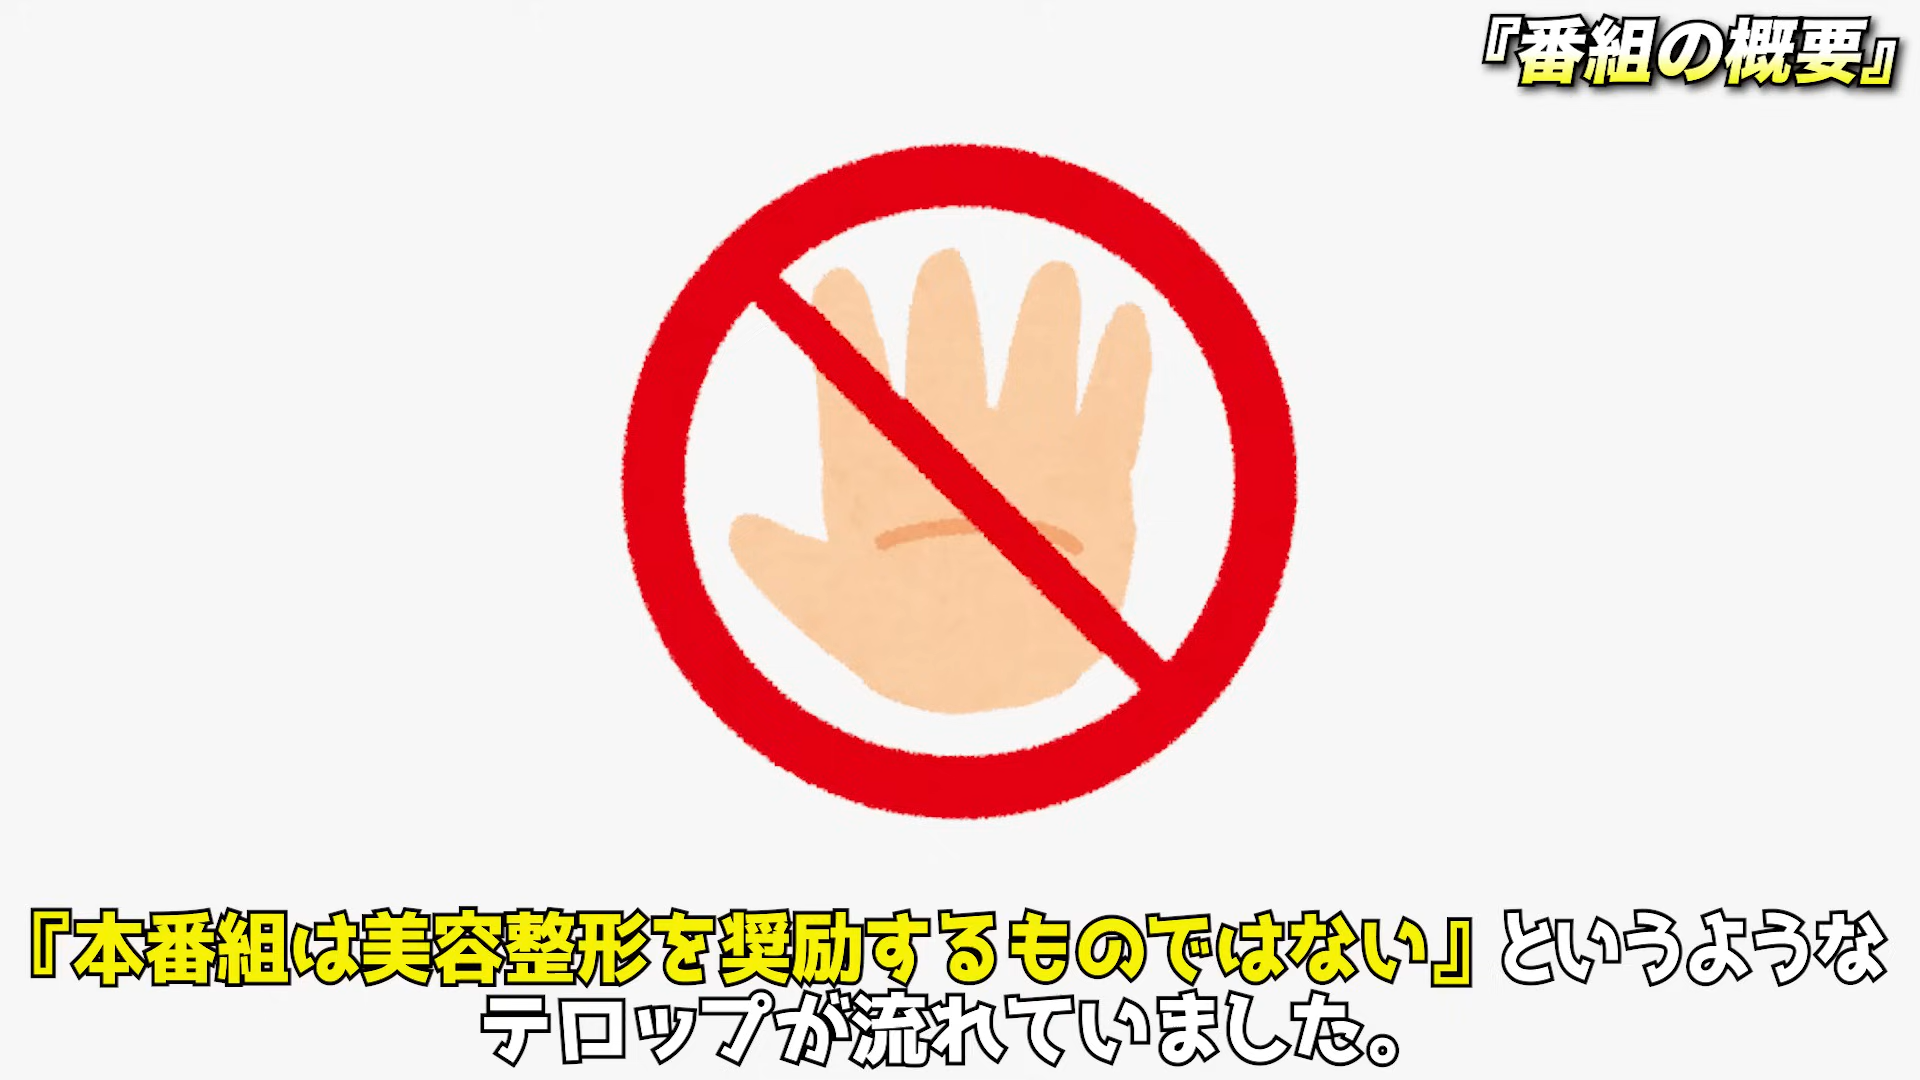 『番組の概要』
『本番組は美容整形を奨励するものではない』というような
テロップが流れていました。